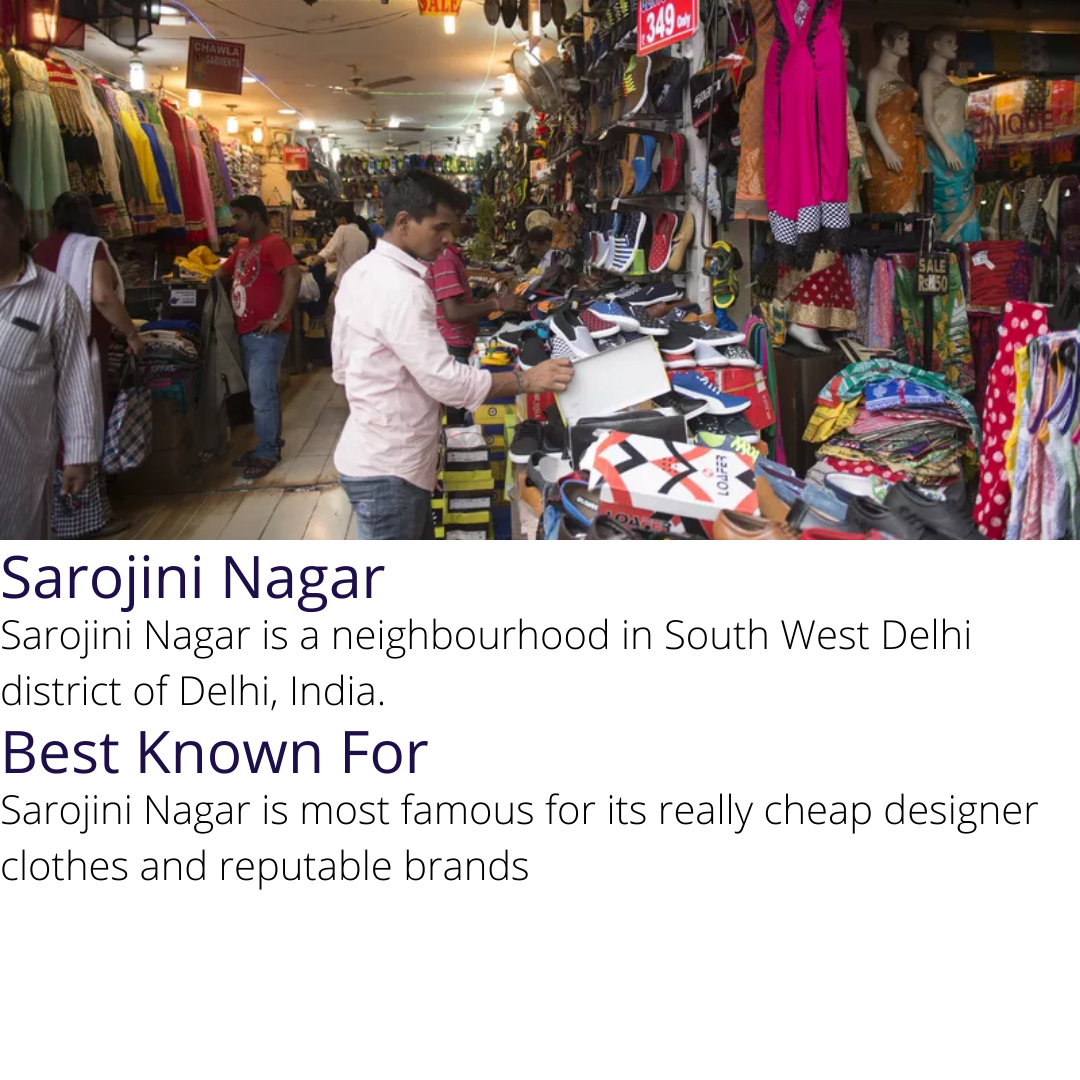 SALE
349 Only
CHAWLA
GARMENTS
UNIQUE
SALE
Rs.150
LOAFER
LOAFER
Sarojini Nagar
Sarojini Nagar is a neighbourhood in South West Delhi
district of Delhi, India.
Best Known For
Sarojini Nagar is most famous for its really cheap designer
clothes and reputable brands